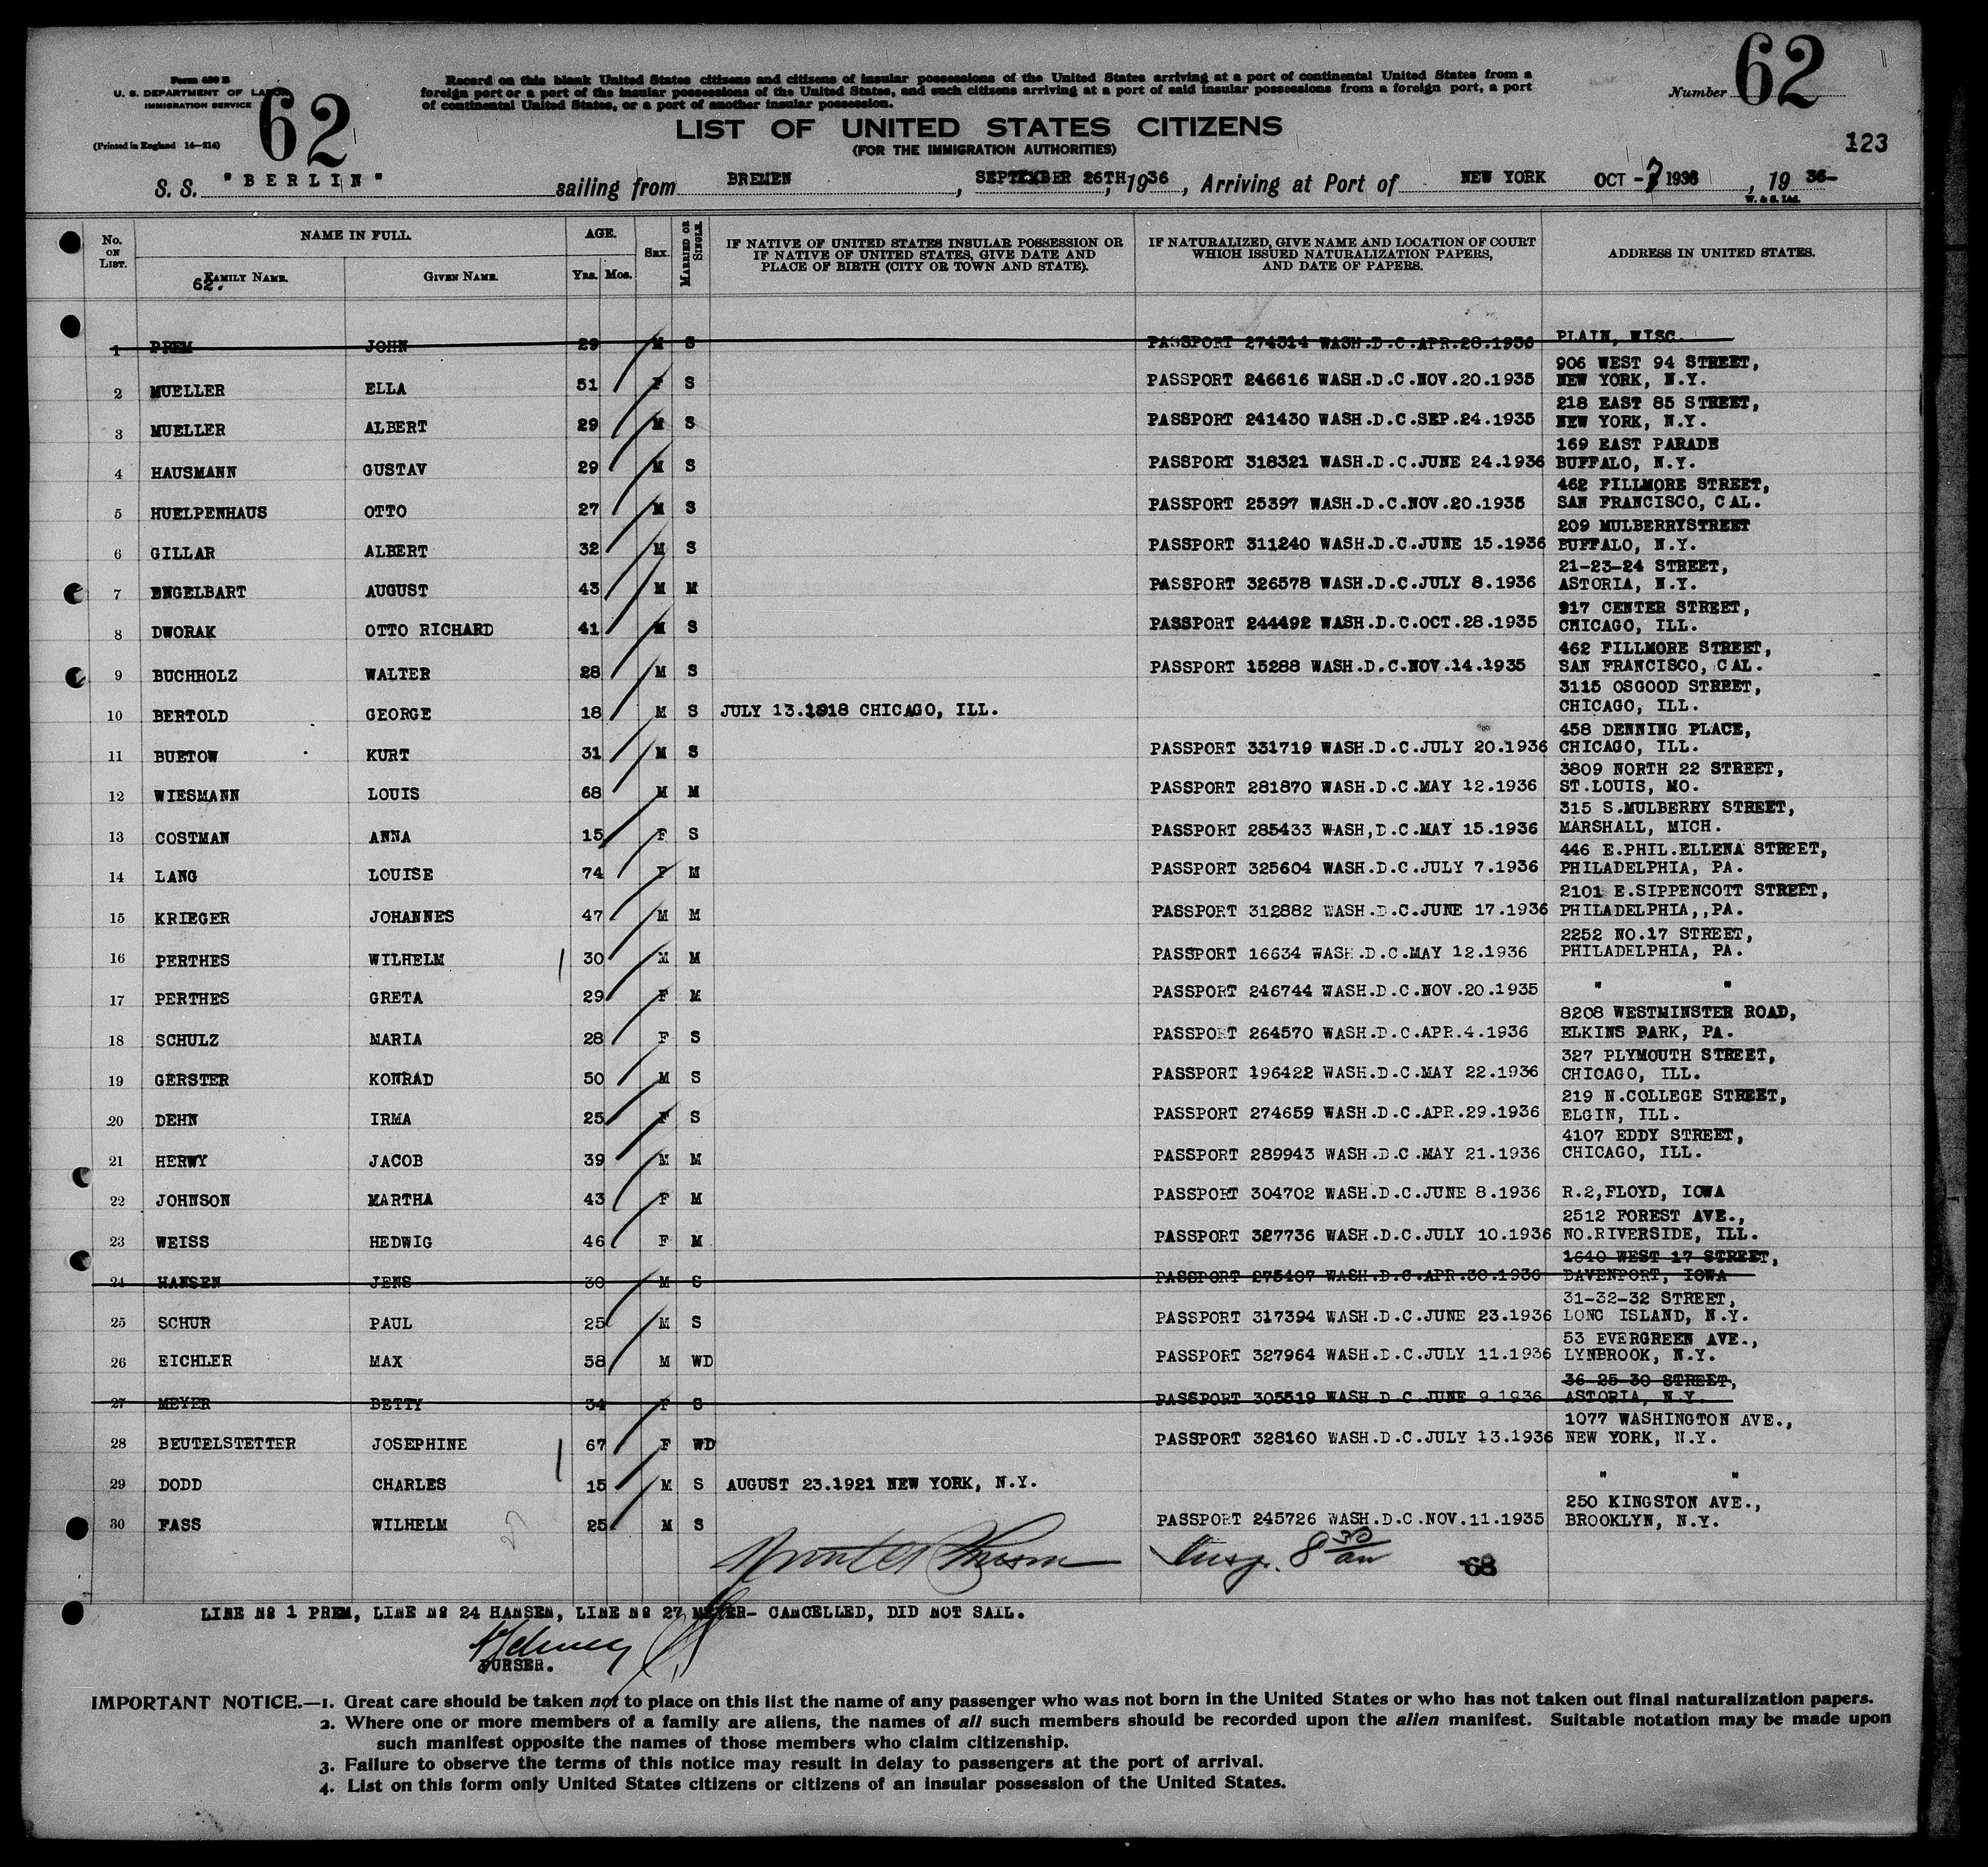 Form 630 B
U. S. DEPARTMENT OF LABOR
IMMIGRATION SERVICE
(Printed in England 14—214)
62
Record on this blank United States citizens and citizens of insular possessions of the United States arriving at a port of continental United States from a
foreign port or a port of the insular possessions of the United States, and such citizens arriving at a port of said insular possessions from a foreign port, a port
of continental United States, or a port of another insular possession.
Number 62
LIST OF UNITED STATES CITIZENS
(FOR THE IMMIGRATION AUTHORITIES)
123
S. S. "BERLIN" sailing from BREMEN, SEPTEMBER 26TH, 1936, Arriving at Port of NEW YORK OCT -7 1936, 19 36-
W. & S. Ltd.
No. ON LIST. NAME IN FULL. AGE. SEX. MARRIED OR SINGLE. IF NATIVE OF UNITED STATES INSULAR POSSESSION OR IF NATIVE OF UNITED STATES, GIVE DATE AND PLACE OF BIRTH (CITY OR TOWN AND STATE). IF NATURALIZED, GIVE NAME AND LOCATION OF COURT WHICH ISSUED NATURALIZATION PAPERS, AND DATE OF PAPERS. ADDRESS IN UNITED STATES.
FAMILY NAME. GIVEN NAME. YRS. MOS.
62.
1 PREM JOHN 29 M S PASSPORT 274314 WASH.D.C.APR.28.1936 PLAIN, WISC.
906 WEST 94 STREET,
2 MUELLER ELLA 51 F S PASSPORT 246616 WASH.D.C.NOV.20.1935 NEW YORK, N.Y.
218 EAST 85 STREET,
3 MUELLER ALBERT 29 M S PASSPORT 241430 WASH.D.C.SEP.24.1935 NEW YORK, N.Y.
169 EAST PARADE
4 HAUSMANN GUSTAV 29 M S PASSPORT 318321 WASH.D.C.JUNE 24.1936 BUFFALO, N.Y.
462 FILLMORE STREET,
5 HUELPENHAUS OTTO 27 M S PASSPORT 25397 WASH.D.C.NOV.20.1935 SAN FRANCISCO, CAL.
209 MULBERRYSTREET
6 GILLAR ALBERT 32 M S PASSPORT 311240 WASH.D.C.JUNE 15.1936 BUFFALO, N.Y.
21-23-24 STREET,
7 ENGELBART AUGUST 43 M M PASSPORT 326578 WASH.D.C.JULY 8.1936 ASTORIA, N.Y.
917 CENTER STREET,
8 DWORAK OTTO RICHARD 41 M S PASSPORT 244492 WASH.D.C.OCT.28.1935 CHICAGO, ILL.
462 FILLMORE STREET,
9 BUCHHOLZ WALTER 28 M S PASSPORT 15288 WASH.D.C.NOV.14.1935 SAN FRANCISCO, CAL.
3115 OSGOOD STREET,
10 BERTOLD GEORGE 18 M S JULY 13.1918 CHICAGO, ILL. CHICAGO, ILL.
458 DENNING PLACE,
11 BUETOW KURT 31 M S PASSPORT 331719 WASH.D.C.JULY 20.1936 CHICAGO, ILL.
3809 NORTH 22 STREET,
12 WIESMANN LOUIS 68 M M PASSPORT 281870 WASH.D.C.MAY 12.1936 ST.LOUIS, MO.
315 S.MULBERRY STREET,
13 COSTMAN ANNA 15 F S PASSPORT 285433 WASH,D.C.MAY 15.1936 MARSHALL, MICH.
446 E.PHIL.ELLENA STREET,
14 LANG LOUISE 74 F M PASSPORT 325604 WASH.D.C.JULY 7.1936 PHILADELPHIA, PA.
2101 E.SIPPENCOTT STREET,
15 KRIEGER JOHANNES 47 M M PASSPORT 312882 WASH.D.C.JUNE 17.1936 PHILADELPHIA,,PA.
2252 NO.17 STREET,
16 PERTHES WILHELM 30 M M PASSPORT 16634 WASH.D.C.MAY 12.1936 PHILADELPHIA, PA.
17 PERTHES GRETA 29 F M PASSPORT 246744 WASH.D.C.NOV.20.1935 " "
8208 WESTMINSTER ROAD,
18 SCHULZ MARIA 28 F S PASSPORT 264570 WASH.D.C.APR.4.1936 ELKINS PARK, PA.
327 PLYMOUTH STREET,
19 GERSTER KONRAD 50 M S PASSPORT 196422 WASH.D.C.MAY 22.1936 CHICAGO, ILL.
219 N.COLLEGE STREET,
20 DEHN IRMA 25 F S PASSPORT 274659 WASH.D.C.APR.29.1936 ELGIN, ILL.
4107 EDDY STREET,
21 HERWY JACOB 39 M M PASSPORT 289943 WASH.D.C.MAY 21.1936 CHICAGO, ILL.
22 JOHNSON MARTHA 43 F M PASSPORT 304702 WASH.D.C.JUNE 8.1936 R.2,FLOYD, IOWA
2512 FOREST AVE.,
23 WEISS HEDWIG 46 F M PASSPORT 327736 WASH.D.C.JULY 10.1936 NO.RIVERSIDE, ILL.
1640 WEST 17 STREET,
24 HANSEN JENS 30 M S PASSPORT 275407 WASH.D.C.APR.30.1936 DAVENPORT, IOWA
31-32-32 STREET,
25 SCHUR PAUL 25 M S PASSPORT 317394 WASH.D.C.JUNE 23.1936 LONG ISLAND, N.Y.
53 EVERGREEN AVE.,
26 EICHLER MAX 58 M WD PASSPORT 327964 WASH.D.C.JULY 11.1936 LYNBROOK, N.Y.
36-25-30 STREET,
27 MEYER BETTY 34 F S PASSPORT 305519 WASH.D.C.JUNE 9.1936 ASTORIA, N.Y.
1077 WASHINGTON AVE.,
28 BEUTELSTETTER JOSEPHINE 67 F WD PASSPORT 328160 WASH.D.C.JULY 13.1936 NEW YORK, N.Y.
29 DODD CHARLES 15 M S AUGUST 23.1921 NEW YORK, N.Y. " "
250 KINGSTON AVE.,
30 FASS WILHELM 25 M S PASSPORT 245726 WASH.D.C.NOV.11.1935 BROOKLYN, N.Y.
27
Insp. 8 30 am 68
LINE No 1 PREM, LINE No 24 HANSEN, LINE No 27 MEYER- CANCELLED, DID NOT SAIL.
PURSER.
IMPORTANT NOTICE.—1. Great care should be taken not to place on this list the name of any passenger who was not born in the United States or who has not taken out final naturalization papers.
2. Where one or more members of a family are aliens, the names of all such members should be recorded upon the alien manifest. Suitable notation may be made upon
such manifest opposite the names of those members who claim citizenship.
3. Failure to observe the terms of this notice may result in delay to passengers at the port of arrival.
4. List on this form only United States citizens or citizens of an insular possession of the United States.